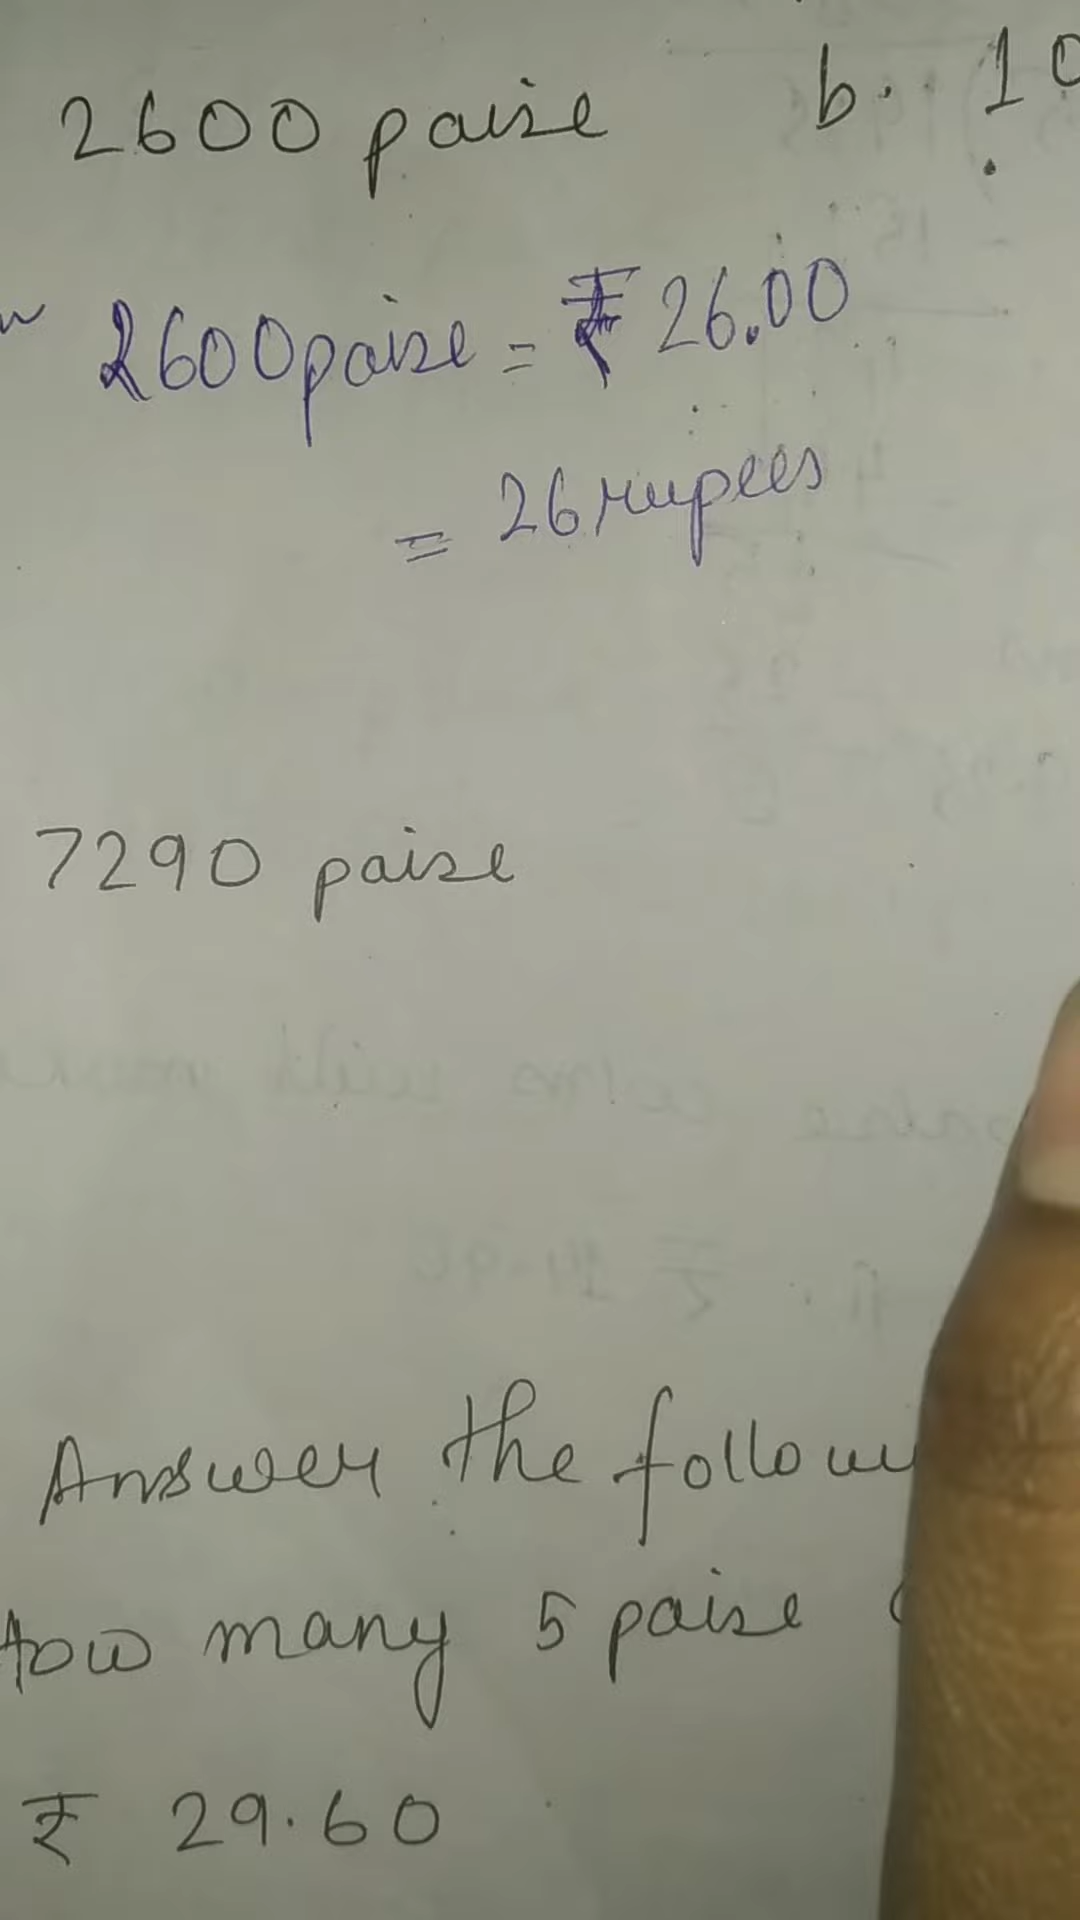 2600 paise b. 10
2600 paise = ₹ 26.00
= 26 rupees
7290 paise
Answer the follow
How many 5 paise
₹ 29.60